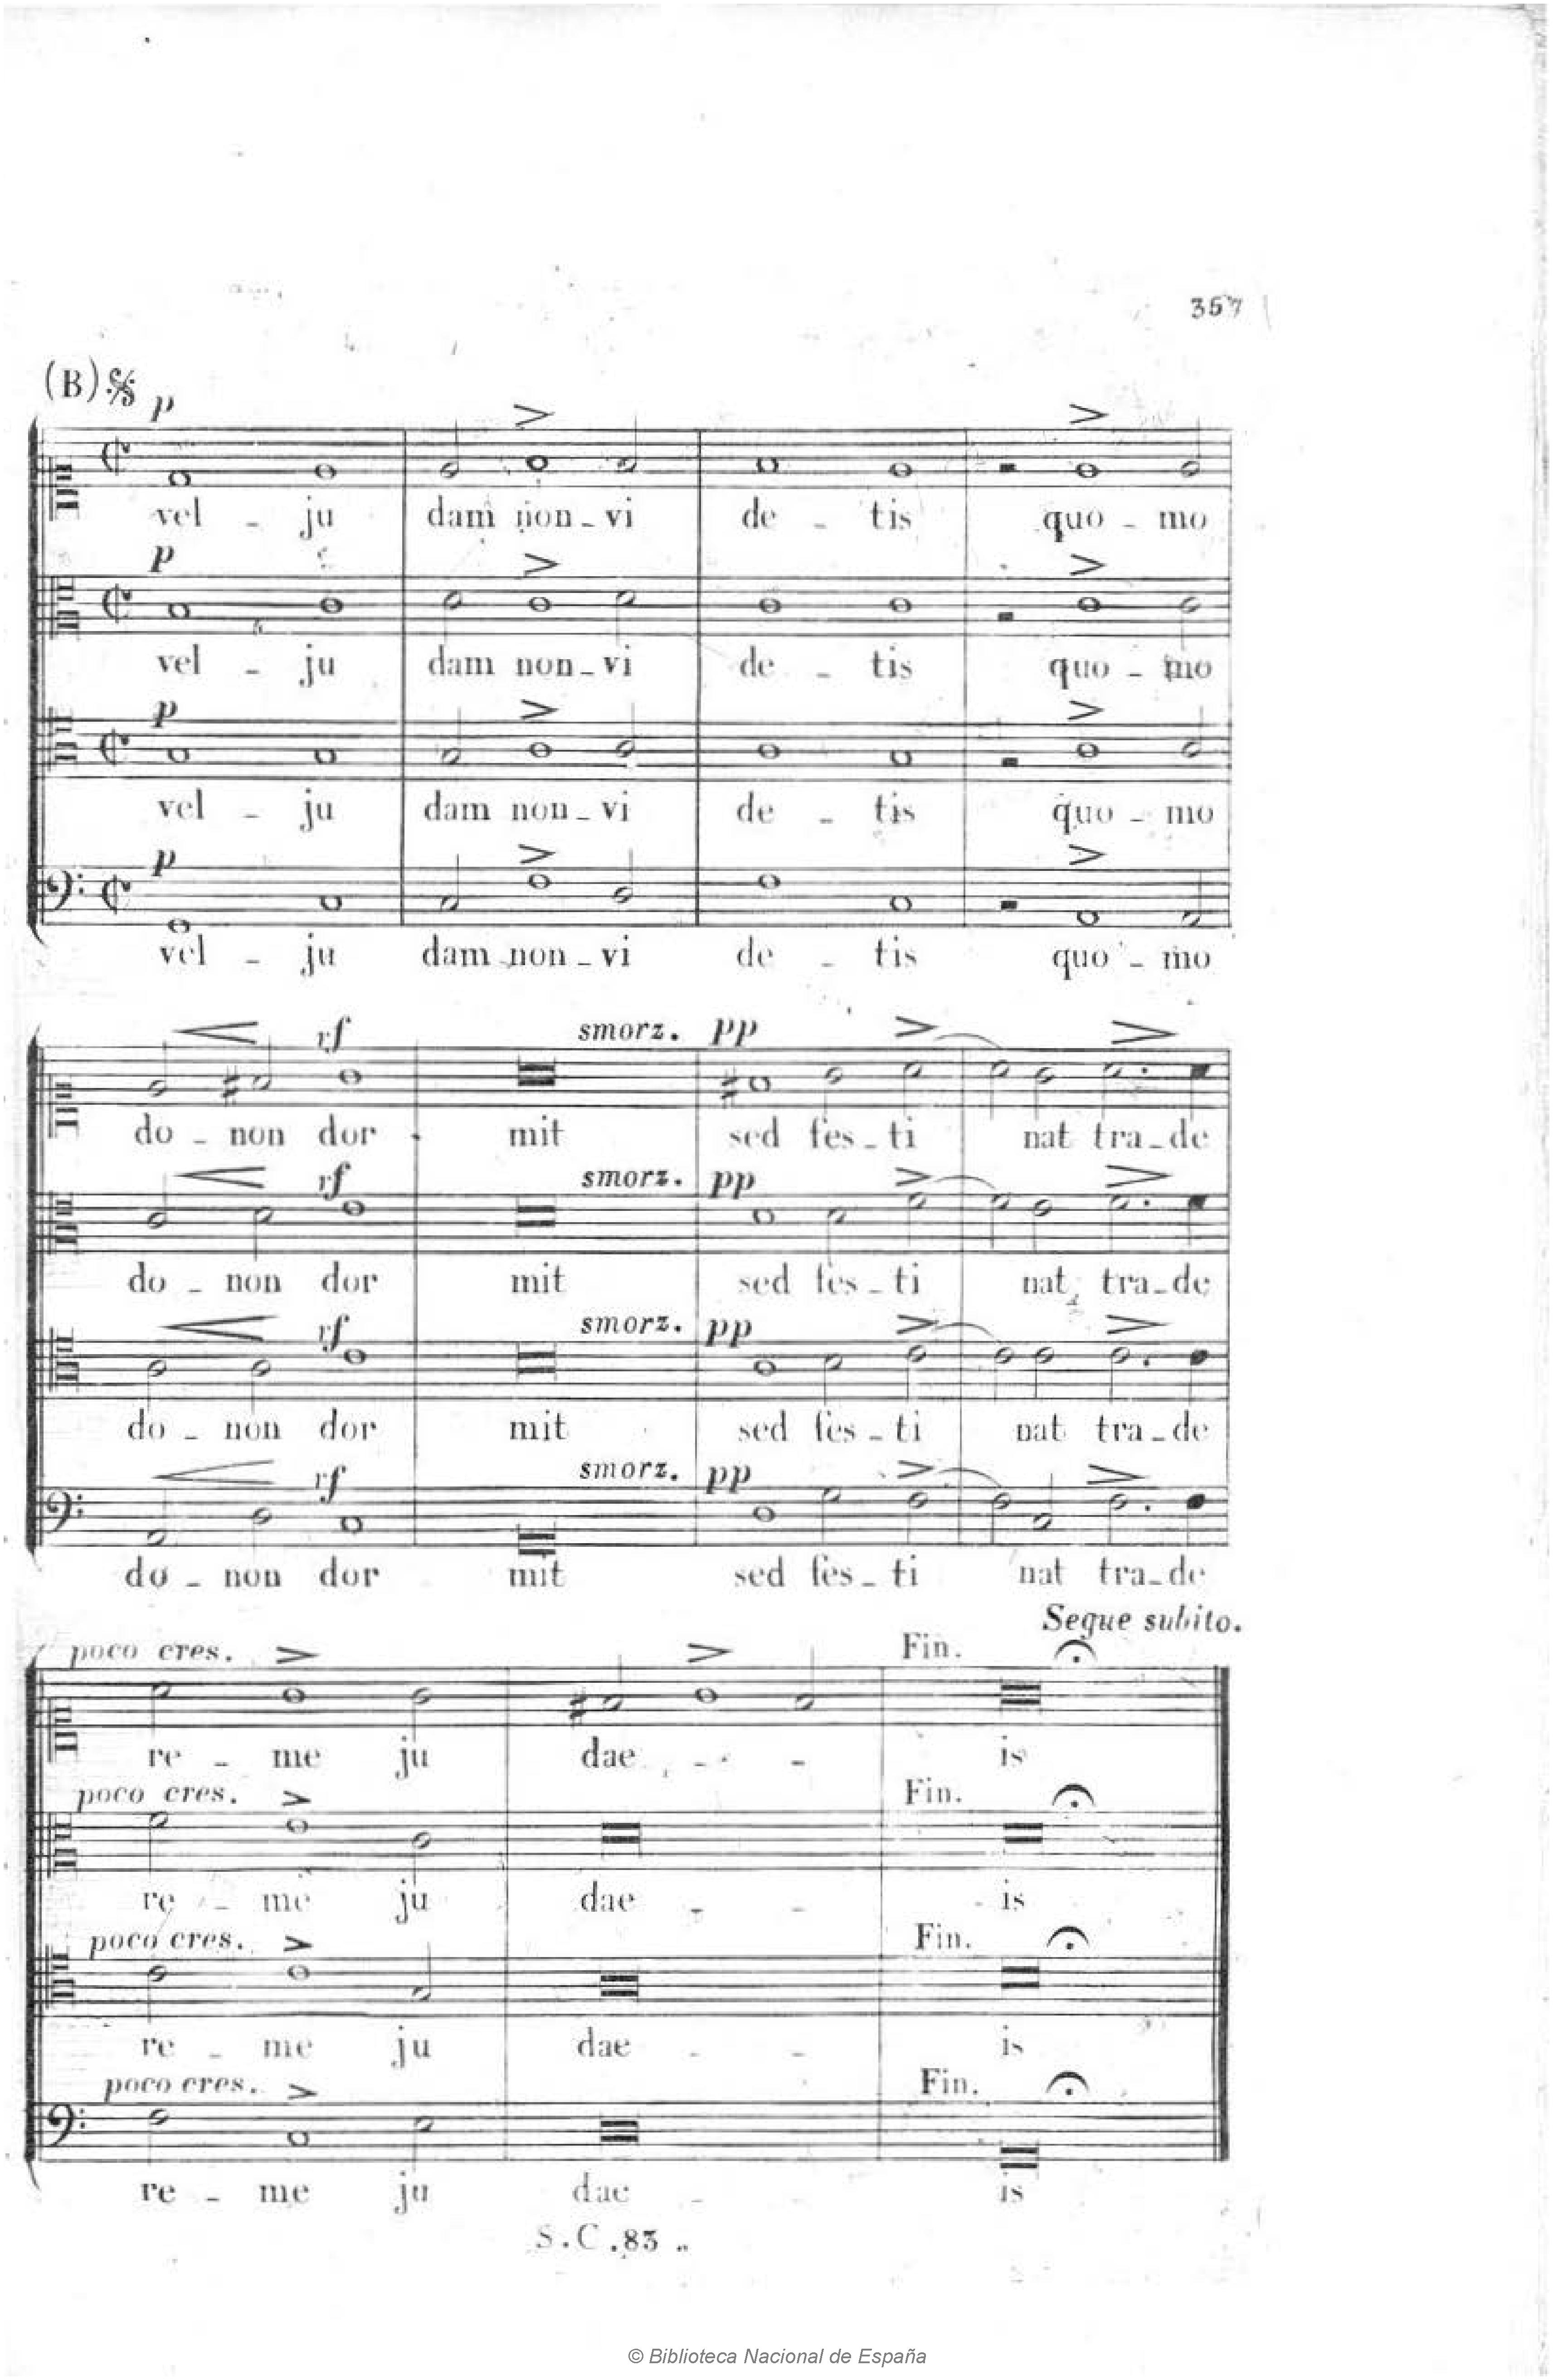 357
(B)
p
vel - ju dam non - vi de - tis quo - mo
p
vel - ju dam non - vi de - tis quo - mo
p
vel - ju dam non - vi de - tis quo - mo
p
vel - ju dam non - vi de - tis quo - mo
rf smorz. pp
do - non dor - mit sed fes - ti nat tra - de
rf smorz. pp
do - non dor mit sed fes - ti nat tra - de
rf smorz. pp
do - non dor mit sed fes - ti nat tra - de
rf smorz. pp
do - non dor mit sed fes - ti nat tra - de
Segue subito.
poco cres. Fin.
re - me ju dae - - is
poco cres. Fin.
re - me ju dae - - is
poco cres. Fin.
re - me ju dae - - is
poco cres. Fin.
re - me ju dae - is
S.C.83
© Biblioteca Nacional de España